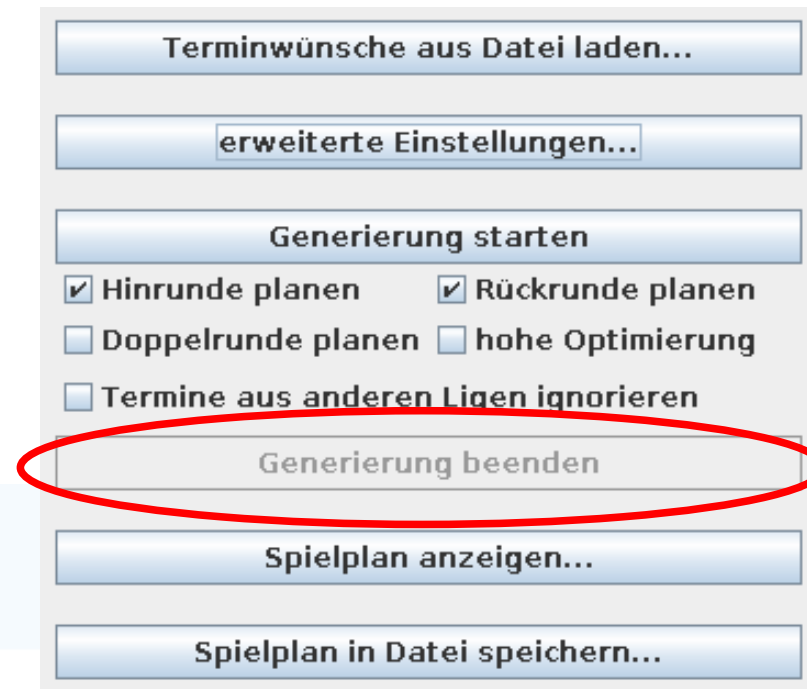 Terminwünsche aus Datei laden...
erweiterte Einstellungen...
Generierung starten
Hinrunde planen Rückrunde planen
Doppelrunde planen hohe Optimierung
Termine aus anderen Ligen ignorieren
Generierung beenden
Spielplan anzeigen...
Spielplan in Datei speichern...